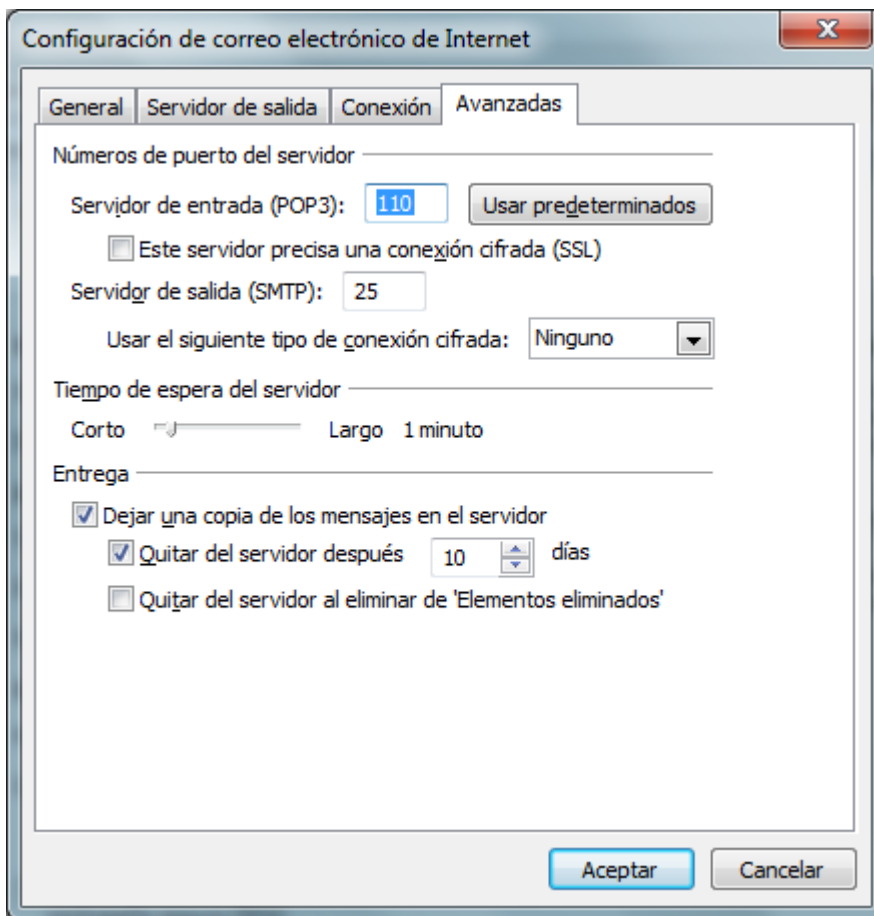 Configuración de correo electrónico de Internet
General Servidor de salida Conexión Avanzadas
Números de puerto del servidor
Servidor de entrada (POP3): 110 Usar predeterminados
Este servidor precisa una conexión cifrada (SSL)
Servidor de salida (SMTP): 25
Usar el siguiente tipo de conexión cifrada: Ninguno
Tiempo de espera del servidor
Corto Largo 1 minuto
Entrega
Dejar una copia de los mensajes en el servidor
Quitar del servidor después 10 días
Quitar del servidor al eliminar de 'Elementos eliminados'
Aceptar Cancelar